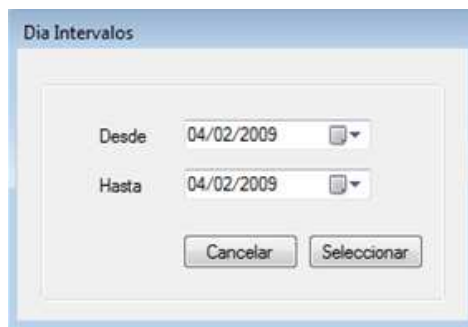 Dia Intervalos
Desde 04/02/2009
Hasta 04/02/2009
Cancelar Seleccionar